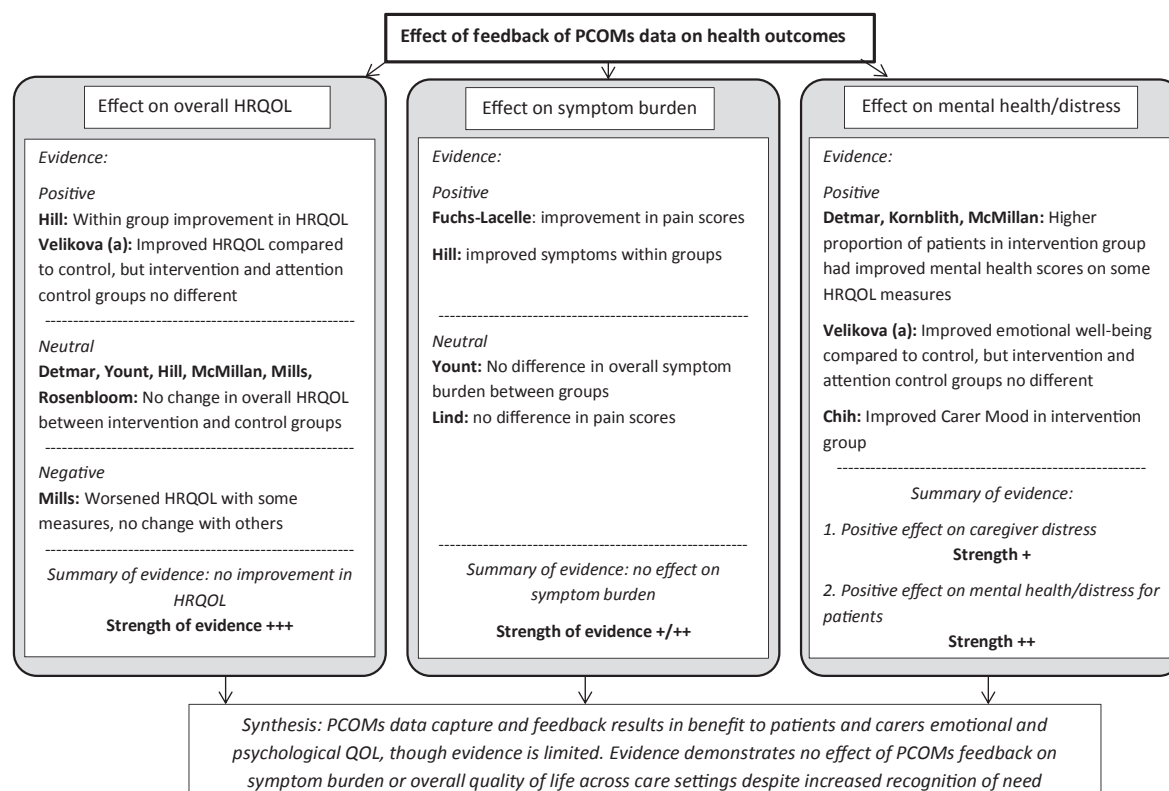 Effect of feedback of PCOMs data on health outcomes
Effect on overall HRQOL
Evidence:
Positive
Hill: Within group improvement in HRQOL
Velikova (a): Improved HRQOL compared
to control, but intervention and attention
control groups no different
Neutral
Detmar, Yount, Hill, McMillan, Mills,
Rosenbloom: No change in overall HRQOL
between intervention and control groups
Negative
Mills: Worsened HRQOL with some
measures, no change with others
Summary of evidence: no improvement in
HRQOL
Strength of evidence +++
Effect on symptom burden
Evidence:
Positive
Fuchs-Lacelle: improvement in pain scores
Hill: improved symptoms within groups
Neutral
Yount: No difference in overall symptom
burden between groups
Lind: no difference in pain scores
Summary of evidence: no effect on
symptom burden
Strength of evidence +/++
Effect on mental health/distress
Evidence:
Positive
Detmar, Kornblith, McMillan: Higher
proportion of patients in intervention group
had improved mental health scores on some
HRQOL measures
Velikova (a): Improved emotional well-being
compared to control, but intervention and
attention control groups no different
Chih: Improved Carer Mood in intervention
group
Summary of evidence:
1. Positive effect on caregiver distress
Strength +
2. Positive effect on mental health/distress for
patients
Strength ++
Synthesis: PCOMs data capture and feedback results in benefit to patients and carers emotional and
psychological QOL, though evidence is limited. Evidence demonstrates no effect of PCOMs feedback on
symptom burden or overall quality of life across care settings despite increased recognition of need